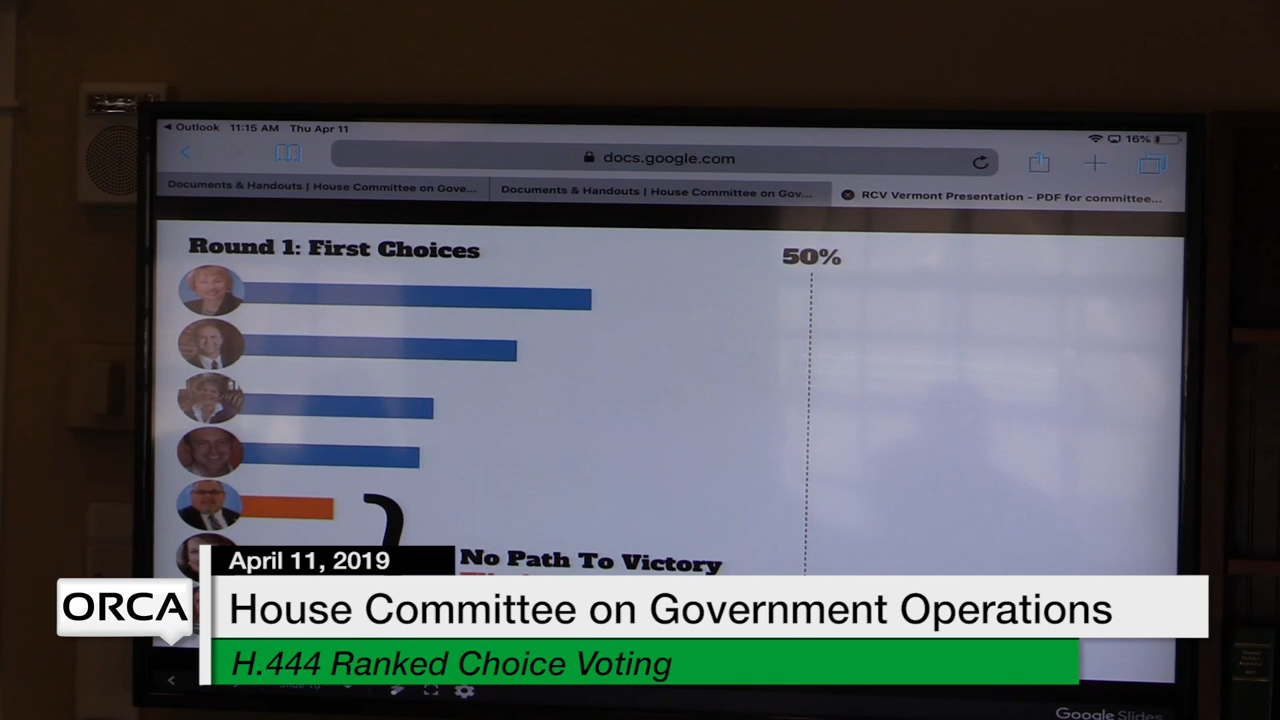 Outlook 11:15 AM Thu Apr 11
16%
docs.google.com
Documents & Handouts | House Committee on Gove...
Documents & Handouts | House Committee on Gov...
RCV Vermont Presentation - PDF for committee...
Round 1: First Choices
50%
No Path To Victory
April 11, 2019
ORCA
House Committee on Government Operations
H.444 Ranked Choice Voting
Google Slides